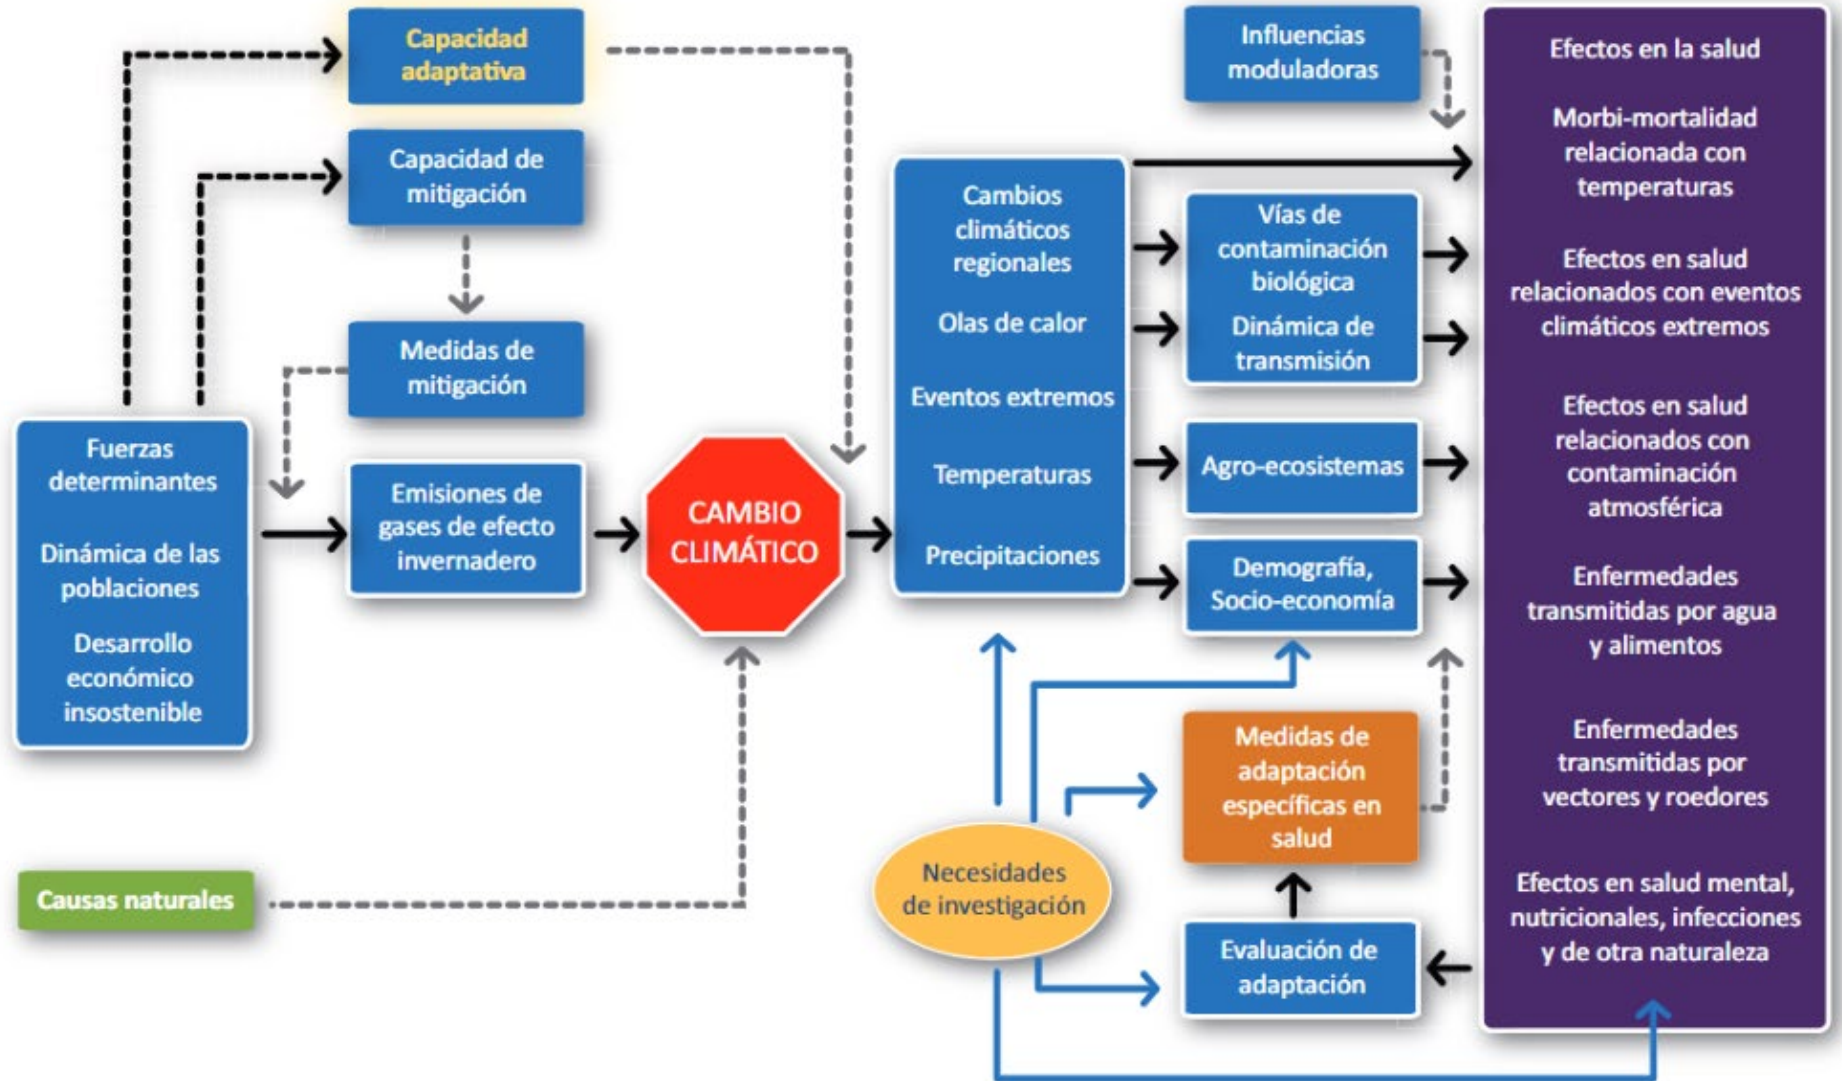 Capacidad
adaptativa
Capacidad de
mitigación
Medidas de
mitigación
Fuerzas
determinantes
Dinámica de las
poblaciones
Desarrollo
económico
insostenible
Emisiones de
gases de efecto
invernadero
Causas naturales
CAMBIO
CLIMÁTICO
Cambios
climáticos
regionales
Olas de calor
Eventos extremos
Temperaturas
Precipitaciones
Influencias
moduladoras
Vías de
contaminación
biológica
Dinámica de
transmisión
Agro-ecosistemas
Demografía,
Socio-economía
Medidas de
adaptación
específicas en
salud
Necesidades
de investigación
Evaluación de
adaptación
Efectos en la salud
Morbi-mortalidad
relacionada con
temperaturas
Efectos en salud
relacionados con eventos
climáticos extremos
Efectos en salud
relacionados con
contaminación
atmosférica
Enfermedades
transmitidas por agua
y alimentos
Enfermedades
transmitidas por
vectores y roedores
Efectos en salud mental,
nutricionales, infecciones
y de otra naturaleza